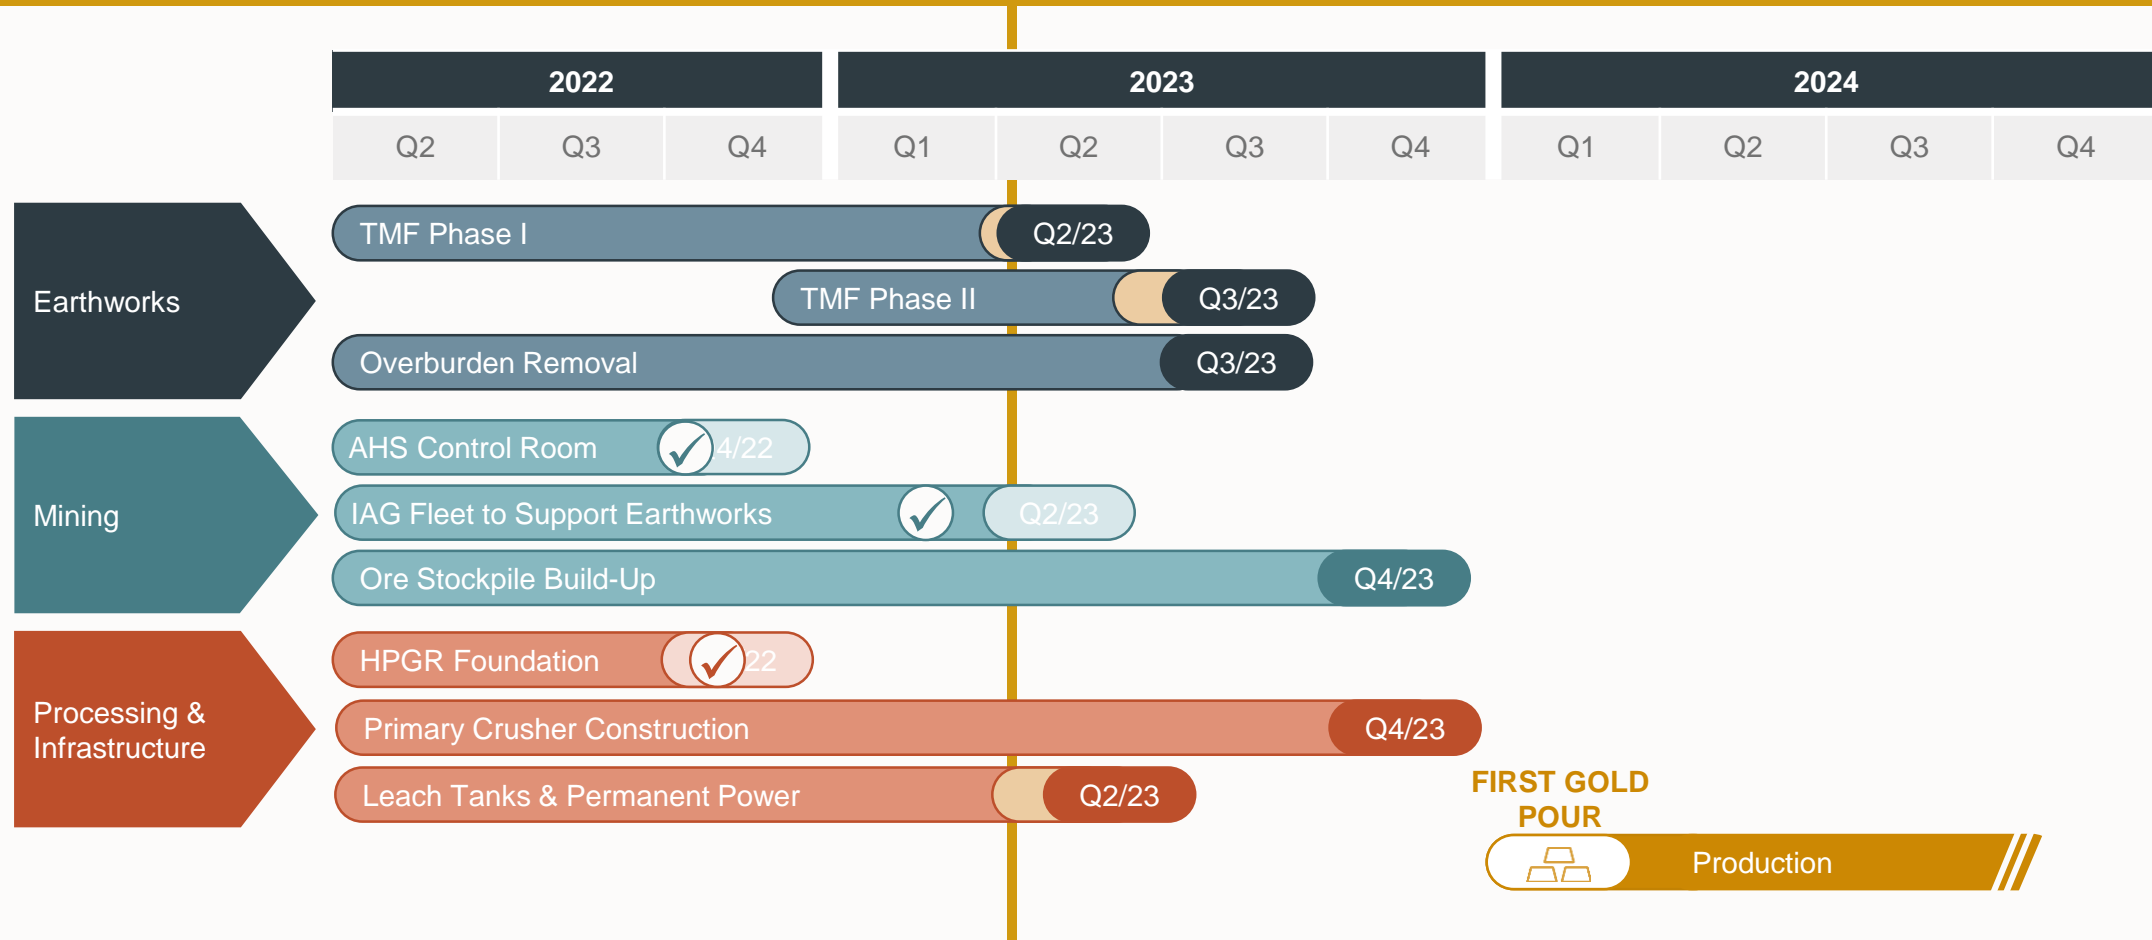 2022
2023
2024
Q2
Q3
Q4
Q1
Q2
Q3
Q4
Q1
Q2
Q3
Q4
Earthworks
TMF Phase I
Q2/23
TMF Phase II
Q3/23
Overburden Removal
Q3/23
Mining
AHS Control Room
4/22
IAG Fleet to Support Earthworks
Q2/23
Ore Stockpile Build-Up
Q4/23
Processing &
Infrastructure
HPGR Foundation
22
Primary Crusher Construction
Q4/23
Leach Tanks & Permanent Power
Q2/23
FIRST GOLD
POUR
Production